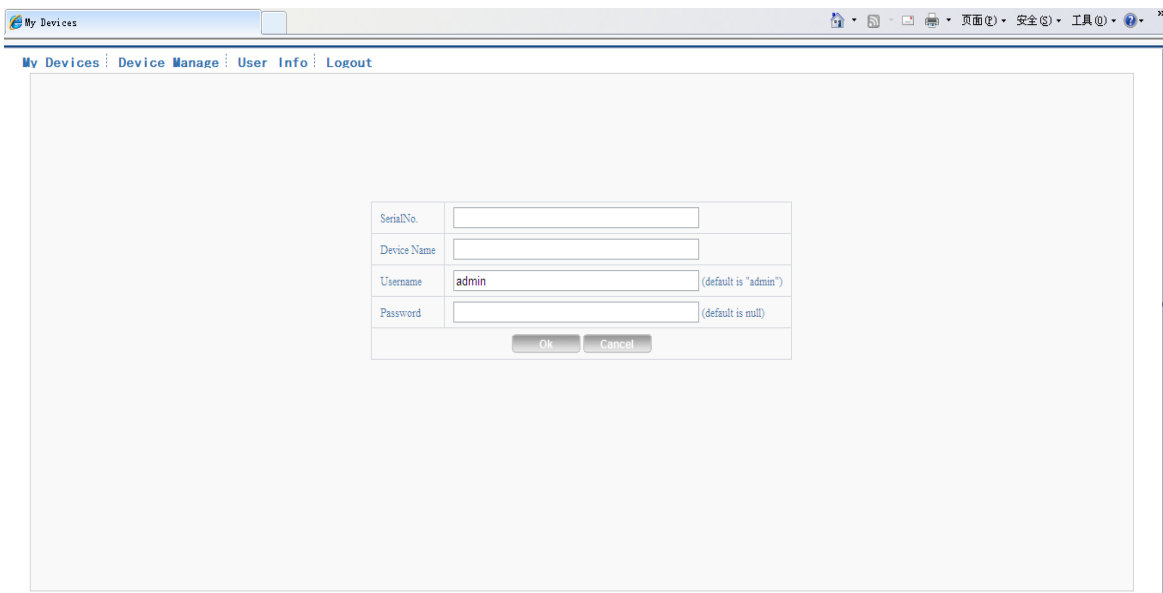 My Devices
页面(P) 安全(S) 工具(O)
»
My Devices Device Manage User Info Logout
SerialNo.
Device Name
Username admin (default is "admin")
Password (default is null)
Ok Cancel